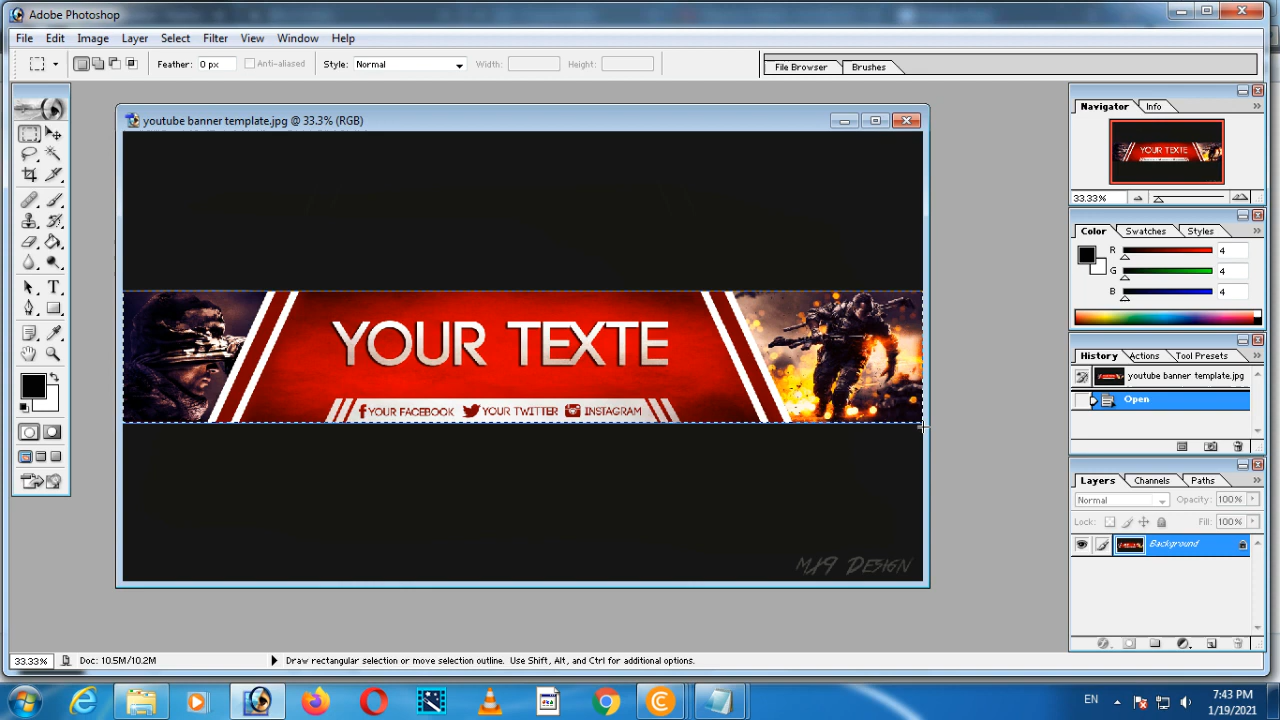 Adobe Photoshop
File Edit Image Layer Select Filter View Window Help
Feather: 0 px Anti-aliased Style: Normal Width: Height: File Browser Brushes
youtube banner template.jpg @ 33.3% (RGB)
YOUR TEXTE
YOUR FACEBOOK YOUR TWITTER INSTAGRAM
MX9 DESIGN
Navigator Info
YOUR TEXTE
33.33%
Color Swatches Styles
R 4
G 4
B 4
History Actions Tool Presets
youtube banner template.jpg
Open
Layers Channels Paths
Normal Opacity: 100%
Lock: Fill: 100%
Background
33.33% Doc: 10.5M/10.2M Draw rectangular selection or move selection outline. Use Shift, Alt, and Ctrl for additional options.
EN 7:43 PM
1/19/2021